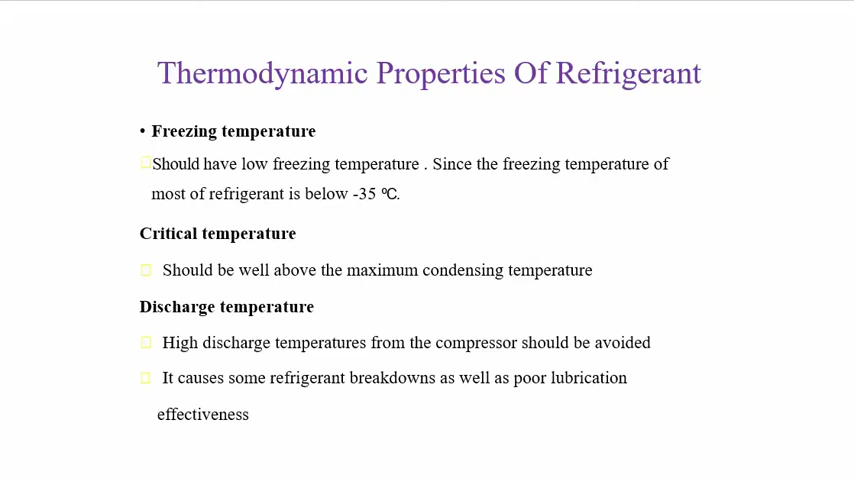 Thermodynamic Properties Of Refrigerant
• Freezing temperature
Should have low freezing temperature . Since the freezing temperature of
most of refrigerant is below -35 ºC.
Critical temperature
Should be well above the maximum condensing temperature
Discharge temperature
High discharge temperatures from the compressor should be avoided
It causes some refrigerant breakdowns as well as poor lubrication
effectiveness